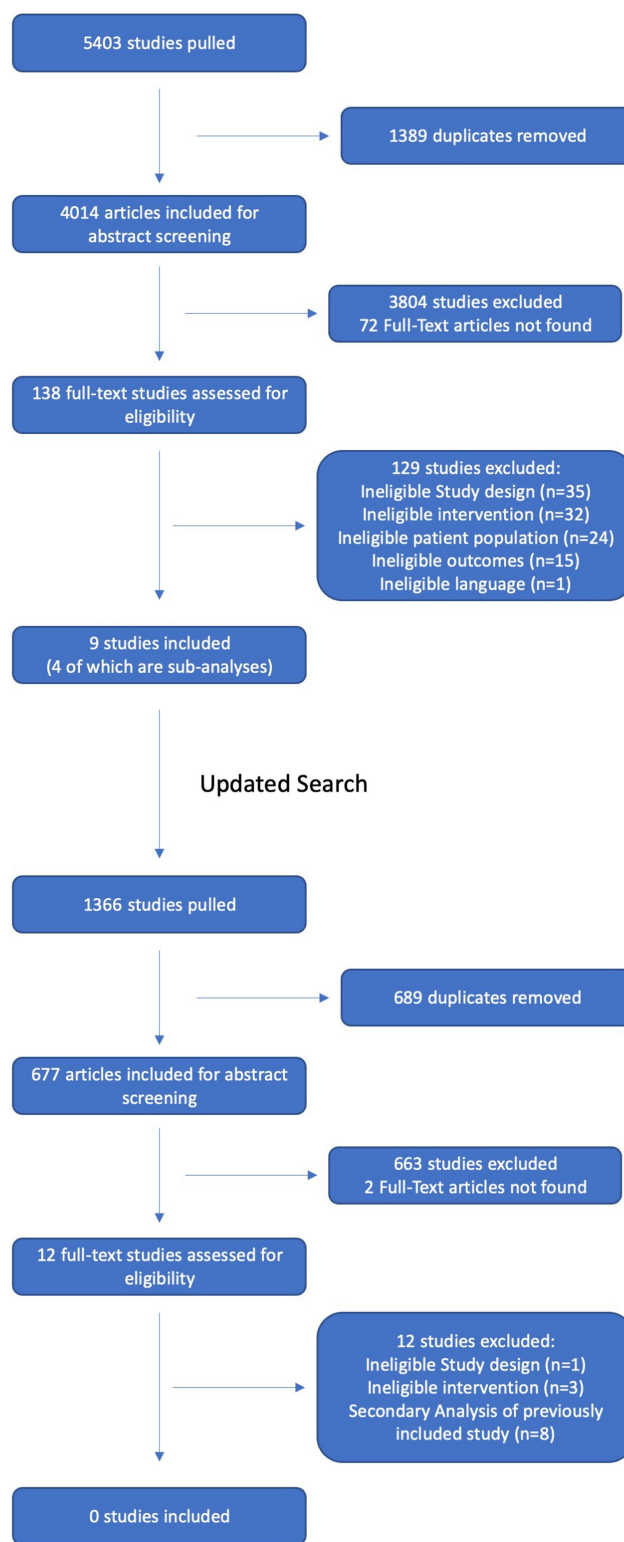 5403 studies pulled
1389 duplicates removed
4014 articles included for
abstract screening
3804 studies excluded
72 Full-Text articles not found
138 full-text studies assessed for
eligibility
129 studies excluded:
Ineligible Study design (n=35)
Ineligible intervention (n=32)
Ineligible patient population (n=24)
Ineligible outcomes (n=15)
Ineligible language (n=1)
9 studies included
(4 of which are sub-analyses)
Updated Search
1366 studies pulled
689 duplicates removed
677 articles included for abstract
screening
663 studies excluded
2 Full-Text articles not found
12 full-text studies assessed for
eligibility
12 studies excluded:
Ineligible Study design (n=1)
Ineligible intervention (n=3)
Secondary Analysis of previously
included study (n=8)
0 studies included